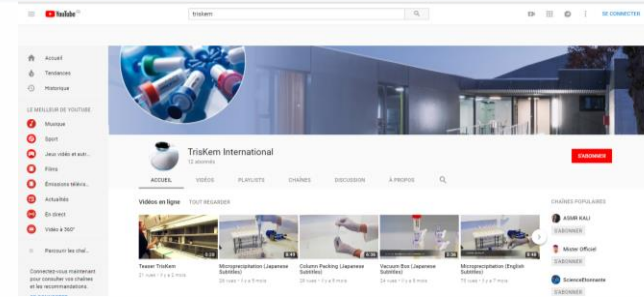 YouTube
triskem
SE CONNECTER
Accueil
Tendances
Historique
LE MEILLEUR DE YOUTUBE
Musique
Sport
Jeux vidéo et aut...
Films
Émissions télévis...
Actualités
En direct
Vidéo à 360°
Parcourir les chaî...
Connectez-vous maintenant
pour consulter vos chaînes
et les recommandations.
TrisKem International
12 abonnés
S'ABONNER
ACCUEIL VIDÉOS PLAYLISTS CHAÎNES DISCUSSION À PROPOS
Vidéos en ligne TOUT REGARDER
Teaser TrisKem
Microprecipitation (Japanese
Subtitles)
Column Packing (Japanese
Subtitles)
Vacuum Box (Japanese
Subtitles)
Microprecipitation (English
Subtitles)
CHAÎNES POPULAIRES
ASMR KALI
S'ABONNER
Mister Officiel
S'ABONNER
ScienceEtonnante
S'ABONNER